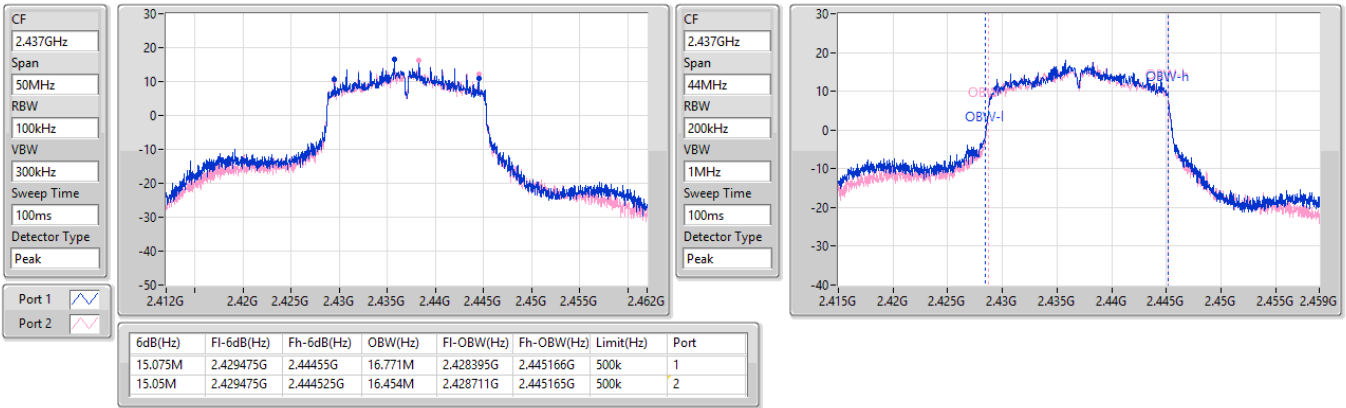 CF
2.437GHz
Span
50MHz
RBW
100kHz
VBW
300kHz
Sweep Time
100ms
Detector Type
Peak
Port 1
Port 2
30
20
10
0
-10
-20
-30
-40
-50
2.412G 2.42G 2.425G 2.43G 2.435G 2.44G 2.445G 2.45G 2.455G 2.462G
CF
2.437GHz
Span
44MHz
RBW
200kHz
VBW
1MHz
Sweep Time
100ms
Detector Type
Peak
30
20
10
0
-10
-20
-30
-40
OBW-h
OBW-l
2.415G 2.42G 2.425G 2.43G 2.435G 2.44G 2.445G 2.45G 2.455G 2.459G
6dB(Hz) Fl-6dB(Hz) Fh-6dB(Hz) OBW(Hz) Fl-OBW(Hz) Fh-OBW(Hz) Limit(Hz) Port
15.075M 2.429475G 2.44455G 16.771M 2.428395G 2.445166G 500k 1
15.05M 2.429475G 2.444525G 16.454M 2.428711G 2.445165G 500k 2